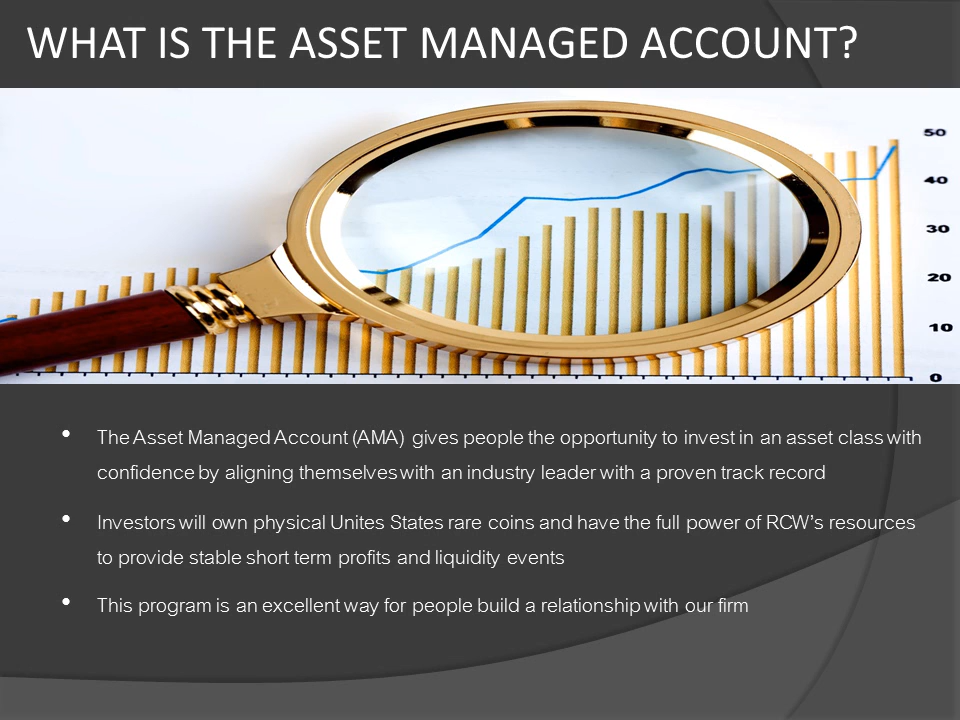 WHAT IS THE ASSET MANAGED ACCOUNT?
50
40
30
20
10
0
• The Asset Managed Account (AMA) gives people the opportunity to invest in an asset class with
confidence by aligning themselves with an industry leader with a proven track record
• Investors will own physical Unites States rare coins and have the full power of RCW's resources
to provide stable short term profits and liquidity events
• This program is an excellent way for people build a relationship with our firm